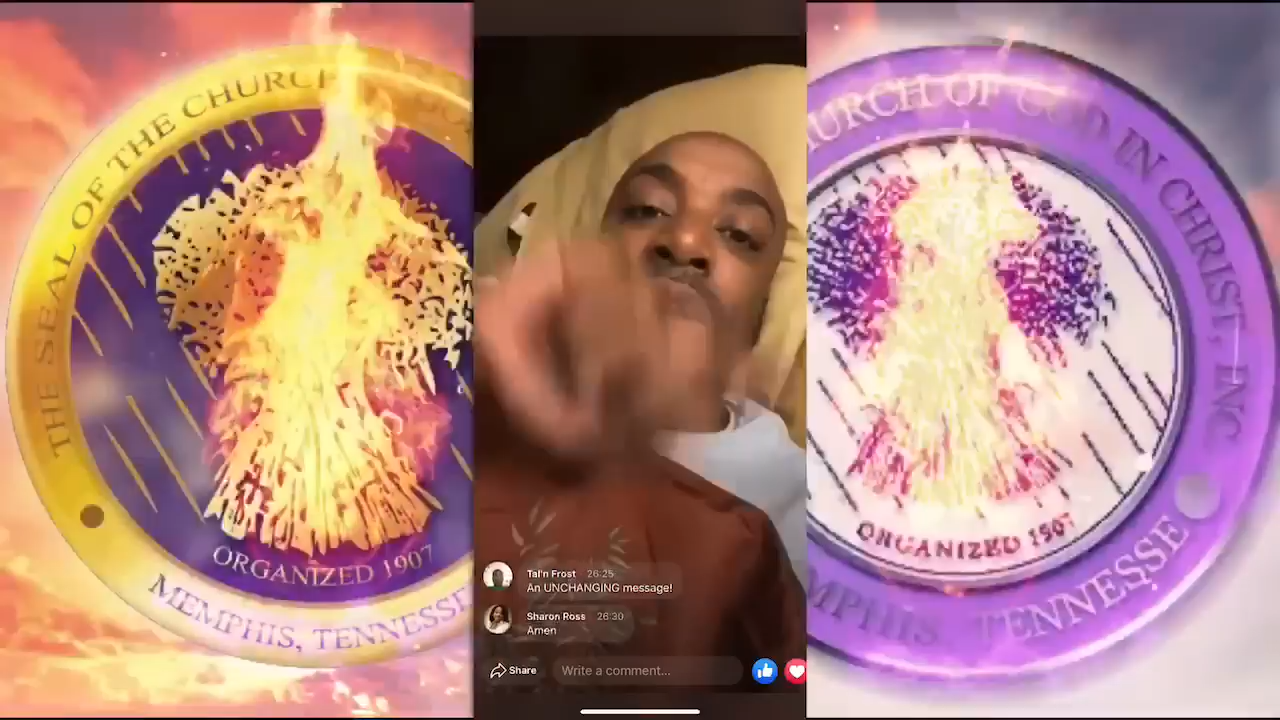 THE SEAL OF THE CHURCH
ORGANIZED 1907
MEMPHIS, TENNESSE
Tal'n Frost 26:25
An UNCHANGING message!
Sharon Ross 26:30
Amen
Share
Write a comment...
CHURCH OF GOD IN CHRIST, INC
ORGANIZED 1907
MPHIS TENNESSE